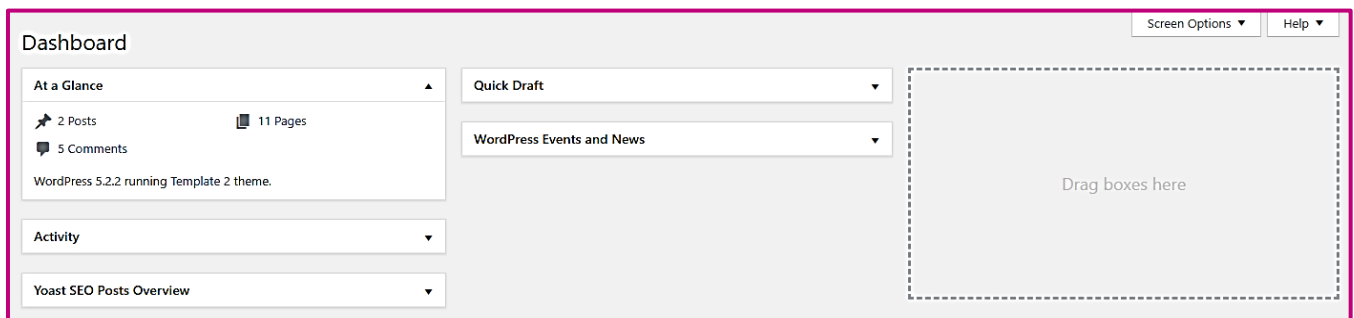 Screen Options ▼ Help ▼
Dashboard
At a Glance ▲
2 Posts 11 Pages
5 Comments
WordPress 5.2.2 running Template 2 theme.
Activity ▼
Yoast SEO Posts Overview ▼
Quick Draft ▼
WordPress Events and News ▼
Drag boxes here